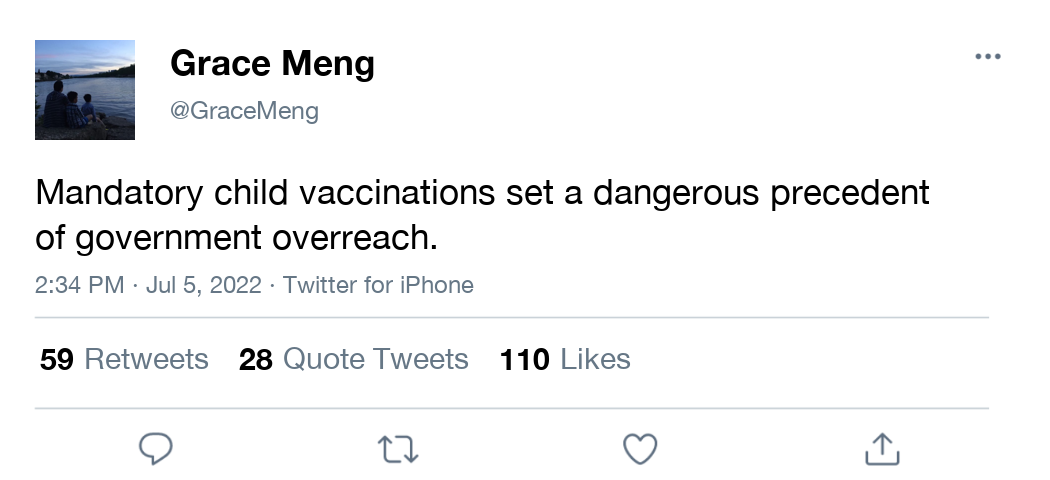 Grace Meng
@GraceMeng
Mandatory child vaccinations set a dangerous precedent
of government overreach.
2:34 PM · Jul 5, 2022 · Twitter for iPhone
59 Retweets 28 Quote Tweets 110 Likes